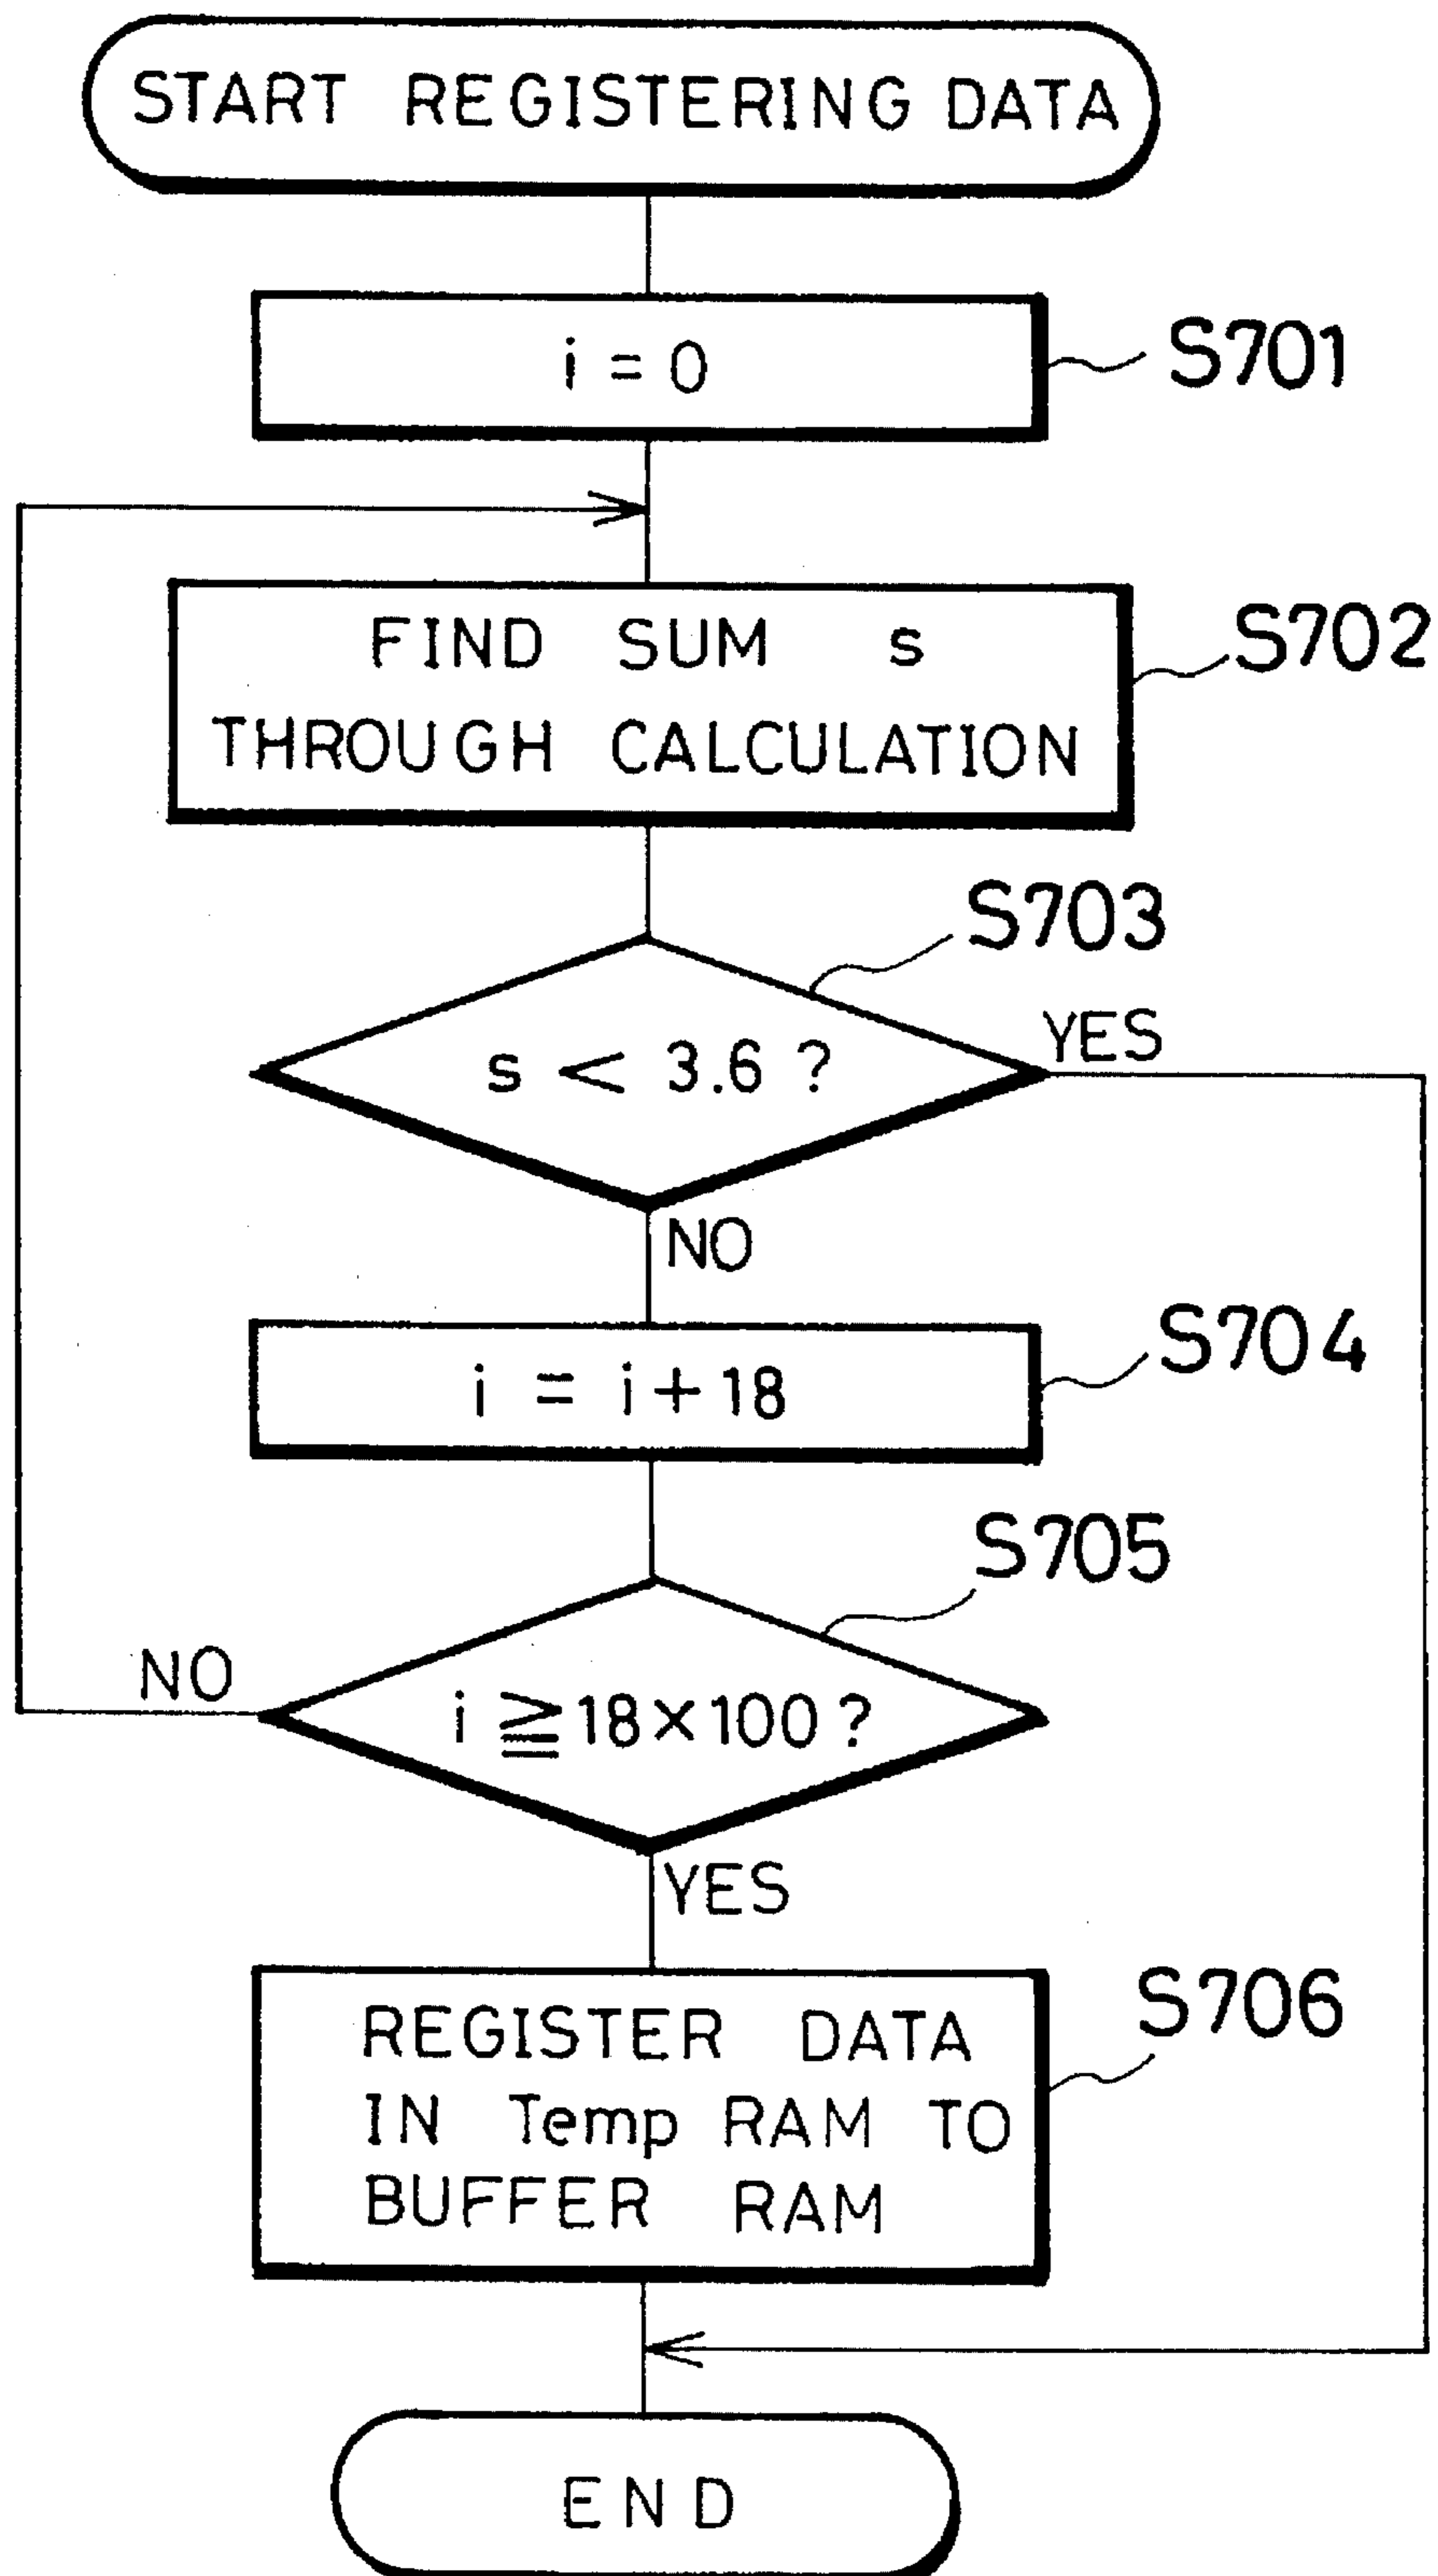 START REGISTERING DATA
i = 0
S701
FIND SUM s
THROUGH CALCULATION
S702
S703
s < 3.6 ?
YES
NO
i = i + 18
S704
S705
i ≧ 18×100 ?
NO
YES
REGISTER DATA
IN Temp RAM TO
BUFFER RAM
S706
END